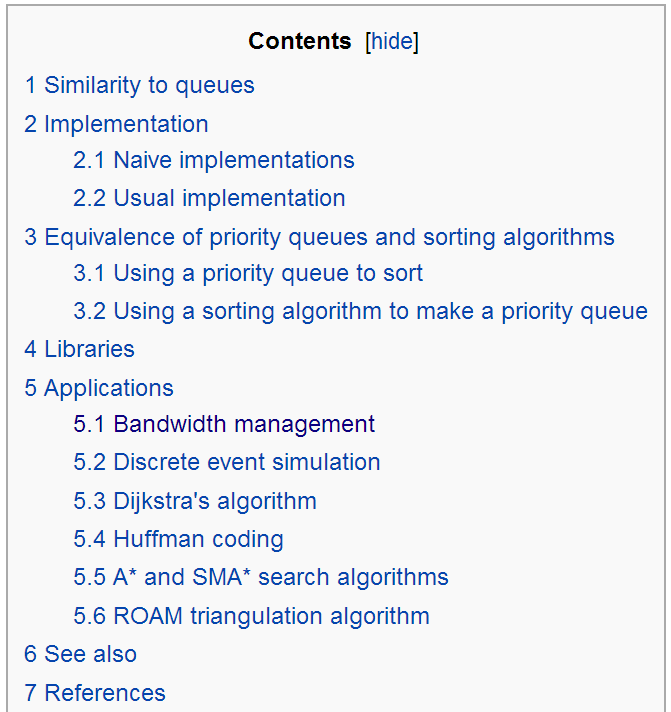 Contents [hide]
1 Similarity to queues
2 Implementation
2.1 Naive implementations
2.2 Usual implementation
3 Equivalence of priority queues and sorting algorithms
3.1 Using a priority queue to sort
3.2 Using a sorting algorithm to make a priority queue
4 Libraries
5 Applications
5.1 Bandwidth management
5.2 Discrete event simulation
5.3 Dijkstra's algorithm
5.4 Huffman coding
5.5 A* and SMA* search algorithms
5.6 ROAM triangulation algorithm
6 See also
7 References